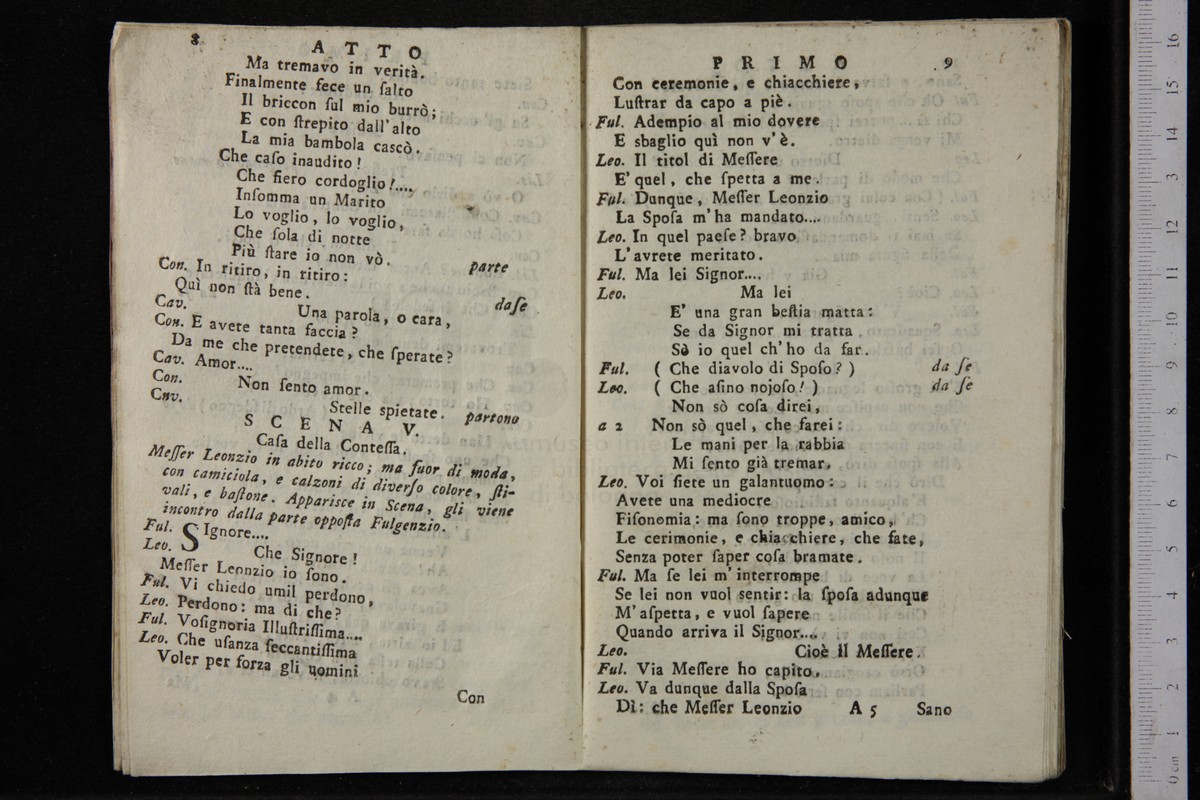 8
A T T O
Ma tremavo in verità.
Finalmente fece un ſalto
Il briccon ſul mio burrò;
E con ſtrepito dall'alto
La mia bambola caſcò.
Che caſo inaudito!
Che fiero cordoglio!....
Inſomma un Marito
Lo voglio, lo voglio,
Che ſola di notte
Più ſtare io non vò. parte
Con. In ritiro, in ritiro:
Quì non ſtà bene. daſe
Cav. Una parola, o cara,
Con. E avete tanta faccia?
Da me che pretendete, che ſperate?
Cav. Amor....
Con. Non ſento amor.
Cnv. Stelle spietate. partono
S C E N A V.
Caſa della Conteſſa.
Meſſer Leonzio in abito ricco; ma fuor di moda,
con camiciola, e calzoni di diverſo colore, ſti-
vali, e baſtone. Appariſce in Scena, gli viene
incontro dalla parte oppoſta Fulgenzio.
Ful. SIgnore....
Leo. Che Signore!
Meſſer Leonzio io ſono.
Ful. Vi chiedo umil perdono,
Leo. Perdono: ma di che?
Ful. Voſignoria Illuſtriſſima....
Leo. Che uſanza ſeccantiſſima
Voler per forza gli uomini
Con
P R I M O 9
Con ceremonie, e chiacchiere,
Luſtrar da capo a piè.
Ful. Adempio al mio dovere
E sbaglio quì non v'è.
Leo. Il titol di Meſſere
E' quel, che ſpetta a me.
Ful. Dunque, Meſſer Leonzio
La Spoſa m'ha mandato....
Leo. In quel paeſe? bravo
L'avrete meritato.
Ful. Ma lei Signor....
Leo. Ma lei
E' una gran beſtia matta:
Se da Signor mi tratta
Sò io quel ch'ho da far.
Ful. ( Che diavolo di Spoſo? ) da ſe
Leo. ( Che aſino nojoſo! ) da ſe
Non sò coſa direi,
a 2 Non sò quel, che farei:
Le mani per la rabbia
Mi ſento già tremar.
Leo. Voi ſiete un galantuomo:
Avete una mediocre
Fiſonomia: ma ſono troppe, amico,
Le cerimonie, e chiacchiere, che fate,
Senza poter ſaper coſa bramate.
Ful. Ma ſe lei m'interrompe
Se lei non vuol sentir: la ſpoſa adunque
M'aſpetta, e vuol ſapere
Quando arriva il Signor....
Leo. Cioè il Meſſere.
Ful. Via Meſſere ho capito.
Leo. Va dunque dalla Spoſa
Dì: che Meſſer Leonzio A 5 Sano